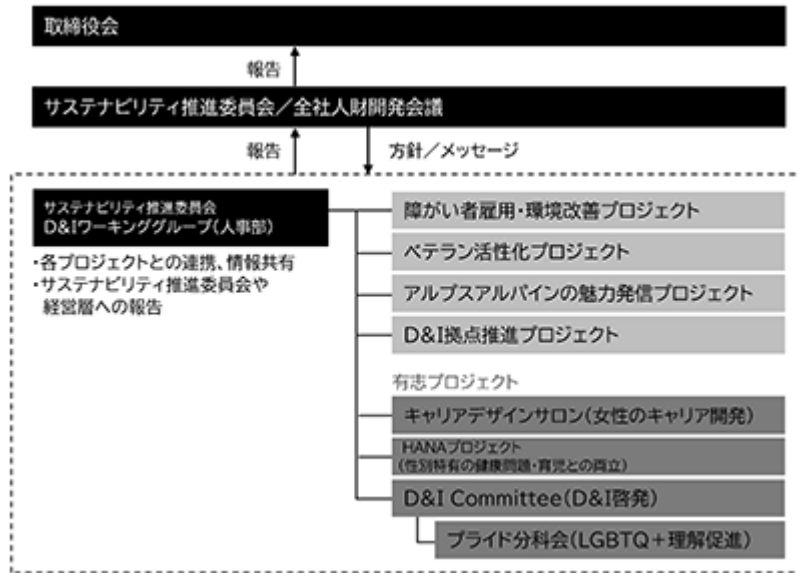 取締役会
報告
サステナビリティ推進委員会／全社人財開発会議
報告
方針／メッセージ
サステナビリティ推進委員会
D&Iワーキンググループ(人事部)
・各プロジェクトとの連携、情報共有
・サステナビリティ推進委員会や
経営層への報告
障がい者雇用・環境改善プロジェクト
ベテラン活性化プロジェクト
アルプスアルパインの魅力発信プロジェクト
D&I拠点推進プロジェクト
有志プロジェクト
キャリアデザインサロン(女性のキャリア開発)
HANAプロジェクト
(性別特有の健康問題・育児との両立)
D&I Committee(D&I啓発)
プライド分科会(LGBTQ＋理解促進)